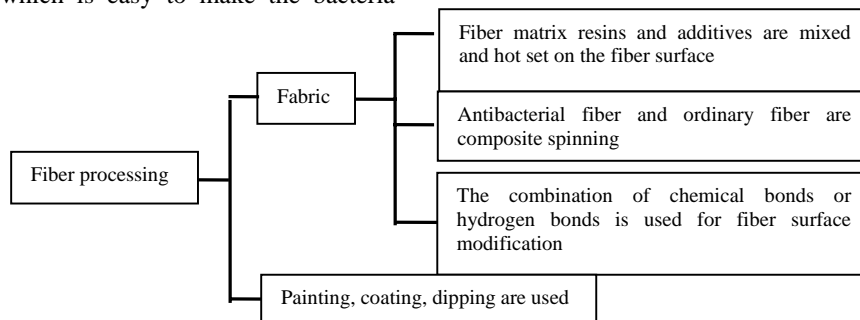 which is easy to make the bacteria
Fiber matrix resins and additives are mixed
and hot set on the fiber surface
Fabric
Antibacterial fiber and ordinary fiber are
composite spinning
Fiber processing
The combination of chemical bonds or
hydrogen bonds is used for fiber surface
modification
Painting, coating, dipping are used